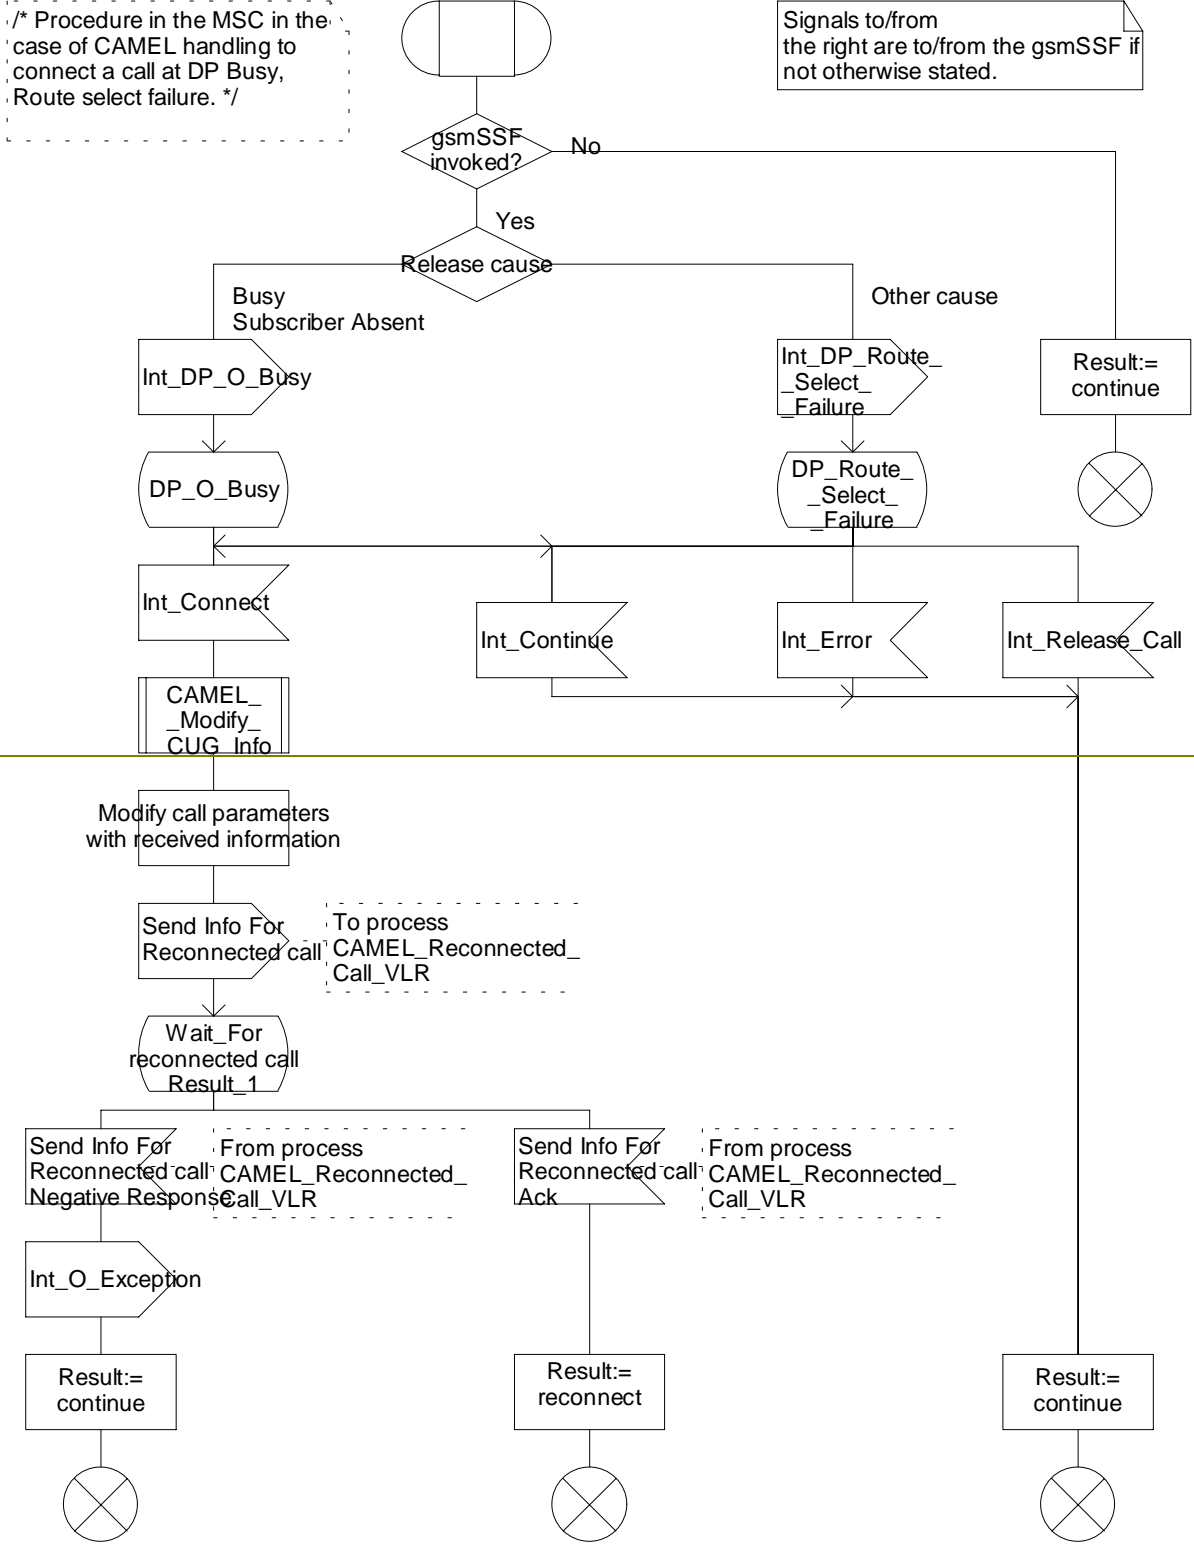 /* Procedure in the MSC in the
case of CAMEL handling to
connect a call at DP Busy,
Route select failure. */
Signals to/from
the right are to/from the gsmSSF if
not otherwise stated.
gsmSSF
invoked?
No
Yes
Release cause
Busy
Subscriber Absent
Other cause
Int_DP_O_Busy
Int_DP_Route_
_Select_
_Failure
Result:=
continue
DP_O_Busy
DP_Route_
_Select_
_Failure
Int_Connect
Int_Continue
Int_Error
Int_Release_Call
CAMEL_
_Modify_
CUG_Info
Modify call parameters
with received information
Send Info For
Reconnected call
To process
CAMEL_Reconnected_
Call_VLR
Wait_For
reconnected call
Result_1
Send Info For
Reconnected call
Negative Response
From process
CAMEL_Reconnected_
Call_VLR
Send Info For
Reconnected call
Ack
From process
CAMEL_Reconnected_
Call_VLR
Int_O_Exception
Result:=
continue
Result:=
reconnect
Result:=
continue